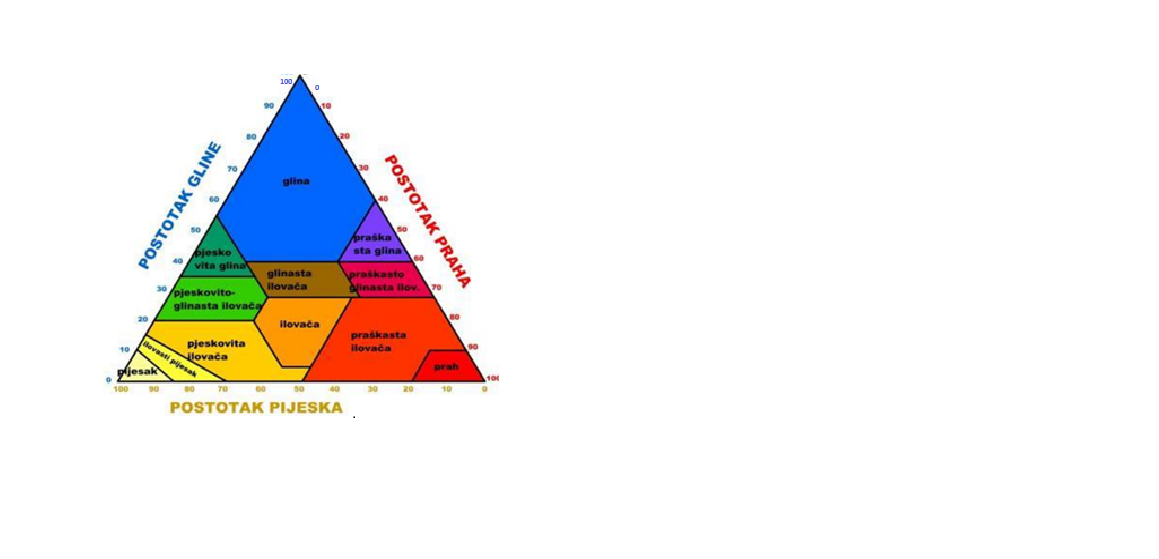 100
0
90
10
80
20
70
30
glina
60
40
POSTOTAK GLINE
POSTOTAK PRAHA
50
50
praška
sta glina
pjesko
vita glina
40
60
glinasta
ilovača
praškasto
glinasta ilov.
30
70
pjeskovito-
glinasta ilovača
20
80
ilovača
praškasta
ilovača
pjeskovita
ilovača
ilovasti pijesak
10
90
pijesak
prah
0
100
100 90 80 70 60 50 40 30 20 10 0
POSTOTAK PIJESKA
.